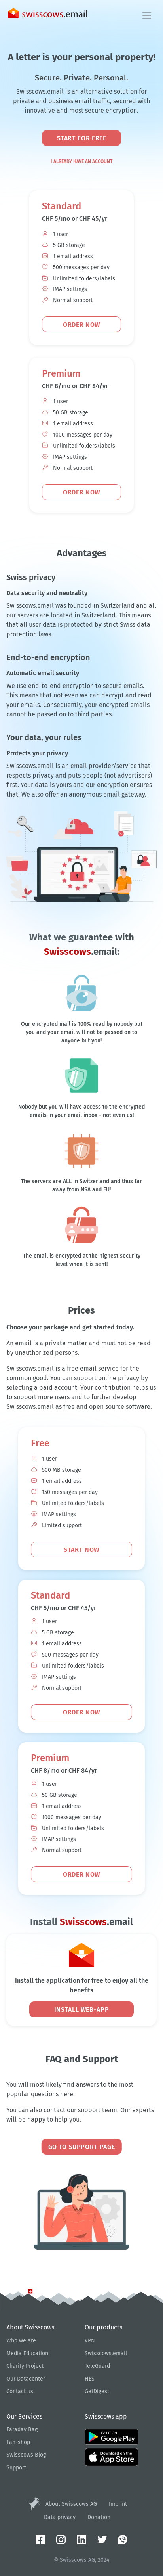 swisscows.email
A letter is your personal property!
Secure. Private. Personal.
Swisscows.email is an alternative solution
dedicated to the secure and anonymous email traffic, with
innovative and most secure encryption.
START FOR FREE
I ALREADY HAVE AN ACCOUNT
Standard
CHF 5/mo or CHF 45/yr
1 user
5 GB storage
1 email address
500 messages per day
Unlimited folders/labels
IMAP settings
Normal support
ORDER NOW
Premium
CHF 8/mo or CHF 84/yr
1 user
50 GB storage
1 email address
1000 messages per day
Unlimited folders/labels
IMAP settings
Normal support
ORDER NOW
Advantages
Swiss privacy
Data security and neutrality
Swisscows.email was founded in Switzerland and all
our servers are located in Switzerland. This means
that all user data is protected by strict Swiss data
protection laws.
End-to-end encryption
Automatic email security
We use end-to-end encryption to secure emails.
This means that even we cannot decrypt and read
your emails. Consequently, your encrypted emails
cannot be passed on to third parties.
Your data, your rules
Protects your privacy
Swisscows.email is an email provider/service that
respects privacy and puts people (not advertisers)
first. Your data always remains yours and encrypted.
We also offer an anonymous email gateway.
What we guarantee with
Swisscows.email:
Our encrypted mail is 100% read by nobody but
you and your email will not be passed on to
anyone but you!
Nobody but you will have access to the encrypted
emails in your email inbox - not even us!
The servers are ALL in Switzerland and thus far
away from NSA and EU!
The email is encrypted at the highest security
level when it is sent!
Prices
Choose your package and get started today.
A private email is a private matter and must not be read
by unauthorized persons.
Swisscows.email is a free email service for the
common good. You can support online privacy by
selecting a paid account. Your contribution helps us
to protect human rights and to further develop
Swisscows.email as free and open source software.
Free
1 user
500 MB storage
1 email address
150 messages per day
Unlimited folders/labels
IMAP settings
Limited support
START NOW
Standard
CHF 5/mo or CHF 45/yr
1 user
5 GB storage
1 email address
500 messages per day
Unlimited folders/labels
IMAP settings
Normal support
ORDER NOW
Premium
CHF 8/mo or CHF 84/yr
1 user
50 GB storage
1 email address
1000 messages per day
Unlimited folders/labels
IMAP settings
Normal support
ORDER NOW
Install Swisscows.email
Install the application for free to enjoy all the
benefits
INSTALL WEB-APP
FAQ and Support
You will most likely find answers to the most
popular questions here.
You can also contact our support team. Our experts
will be happy to help you.
GO TO SUPPORT PAGE
About Swisscows
Who we are
Media Education
Charity Project
Our Datacenter
Contact us
Our products
VPN
Swisscows.email
TeleGuard
HES
GetDigest
Our Services
Faraday Bag
Fan-shop
Swisscows Blog
Support
Swisscows app
GET IT ON
Google Play
Download on the
App Store
About Swisscows AG
Imprint
Data privacy
Donation
© Swisscows AG, 2024